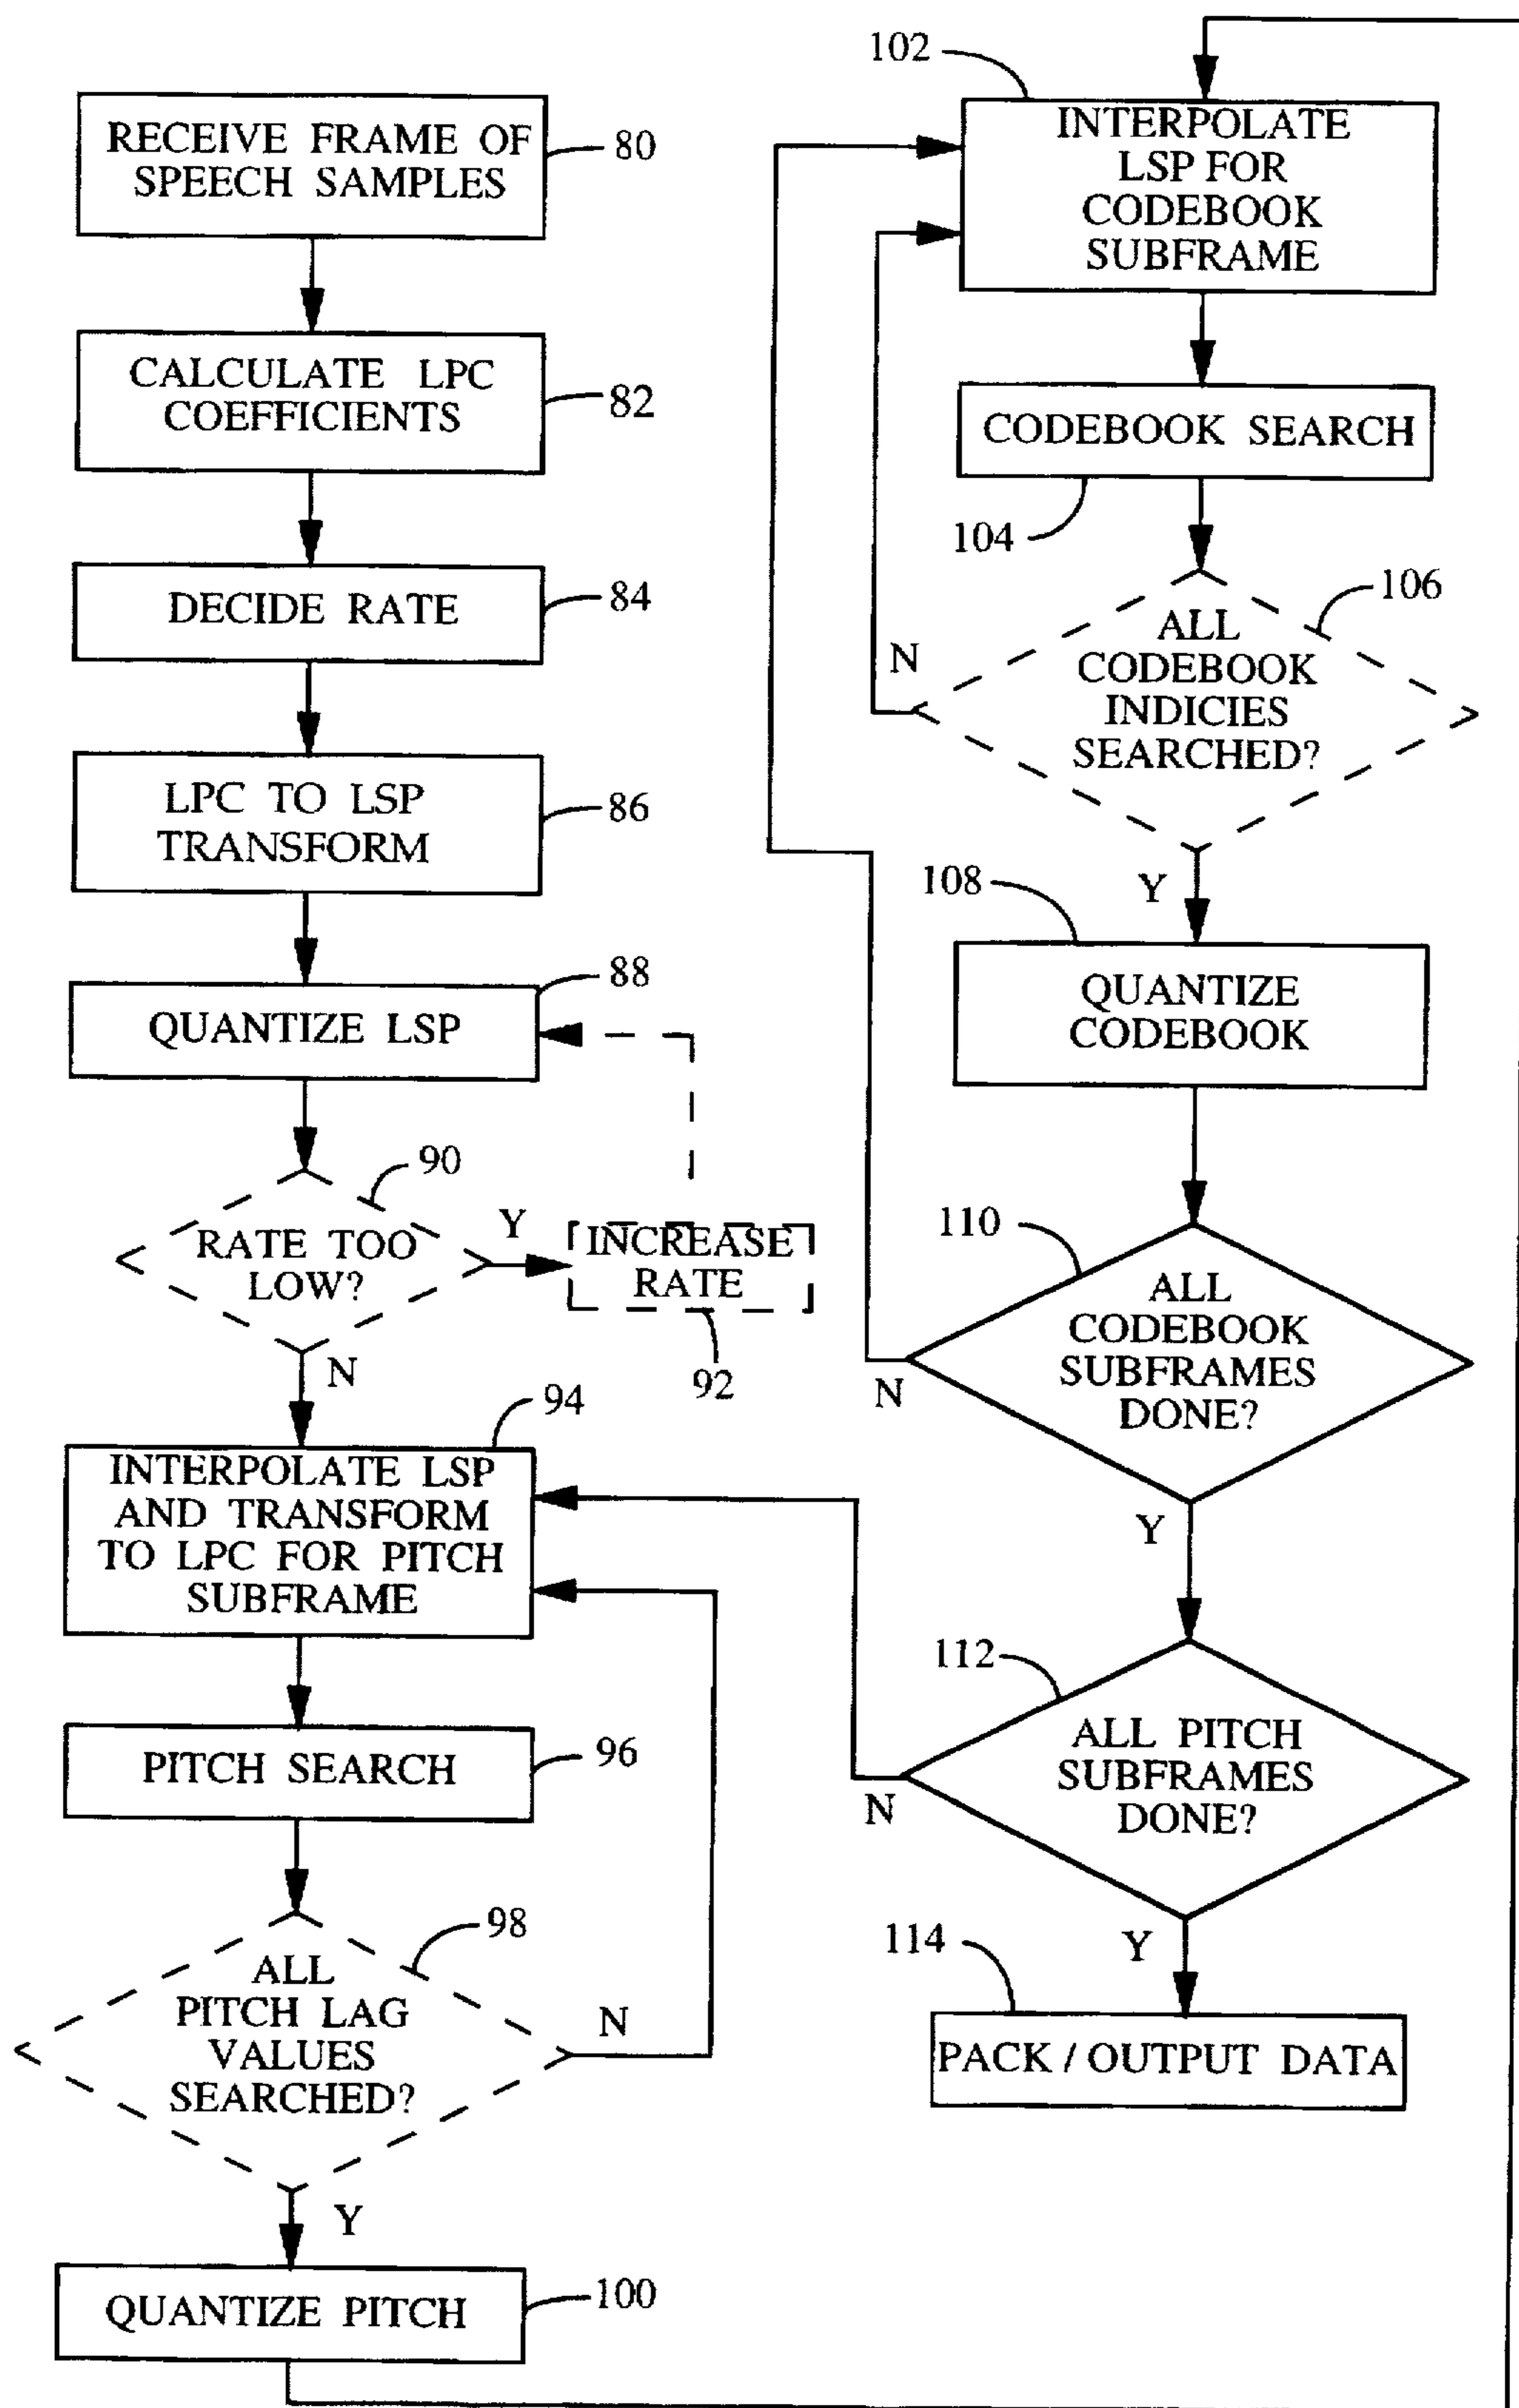 RECEIVE FRAME OF
SPEECH SAMPLES
80
CALCULATE LPC
COEFFICIENTS
82
DECIDE RATE
84
LPC TO LSP
TRANSFORM
86
88
QUANTIZE LSP
90
RATE TOO
LOW?
Y
INCREASE
RATE
92
N
94
INTERPOLATE LSP
AND TRANSFORM
TO LPC FOR PITCH
SUBFRAME
PITCH SEARCH
96
98
ALL
PITCH LAG
VALUES
SEARCHED?
N
Y
QUANTIZE PITCH
100
102
INTERPOLATE
LSP FOR
CODEBOOK
SUBFRAME
CODEBOOK SEARCH
104
106
ALL
CODEBOOK
INDICIES
SEARCHED?
N
Y
108
QUANTIZE
CODEBOOK
110
ALL
CODEBOOK
SUBFRAMES
DONE?
N
Y
112
ALL PITCH
SUBFRAMES
DONE?
N
Y
114
PACK / OUTPUT DATA